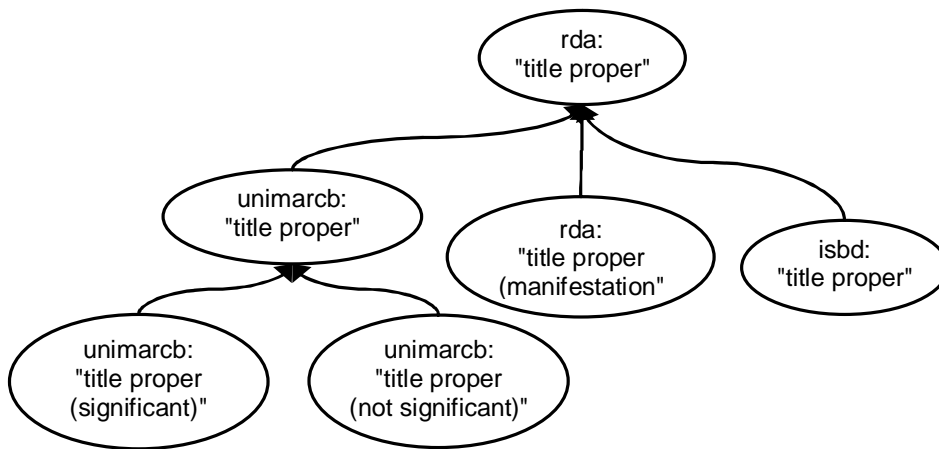 rda:
"title proper"
unimarcb:
"title proper"
rda:
"title proper
(manifestation"
isbd:
"title proper"
unimarcb:
"title proper
(significant)"
unimarcb:
"title proper
(not significant)"